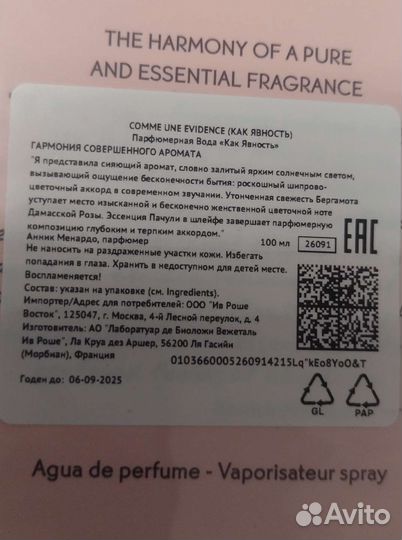 THE HARMONY OF A PURE
AND ESSENTIAL FRAGRANCE
COMME UNE EVIDENCE (КАК ЯВНОСТЬ)
Парфюмерная Вода «Как Явность»
ГАРМОНИЯ СОВЕРШЕННОГО АРОМАТА
"Я представила сияющий аромат, словно залитый ярким солнечным светом,
вызывающий ощущение бесконечности бытия: роскошный шипрово-
цветочный аккорд в современном звучании. Утонченная свежесть Бергамота
уступает место изысканной и бесконечно женственной цветочной ноте
Дамасской Розы. Эссенция Пачули в шлейфе завершает парфюмерную
композицию глубоким и терпким аккордом."
Анник Менардо, парфюмер 100 мл 26091 EAC
Не наносить на раздраженные участки кожи. Избегать
попадания в глаза. Хранить в недоступном для детей месте.
Воспламеняется!
Состав: указан на упаковке (см. Ingredients).
Импортер/Адрес для потребителей: ООО "Ив Роше
Восток", 125047, г. Москва, 4-й Лесной переулок, д. 4
Изготовитель: АО "Лаборатуар де Биоложи Вежеталь
Ив Роше", Ла Круа дез Аршер, 56200 Ля Гасийи
(Морбиан), Франция
0103660005260914215Lq"kEo8YoO&T
Годен до: 06-09-2025
GL PAP
Agua de perfume - Vaporisateur spray
Avito